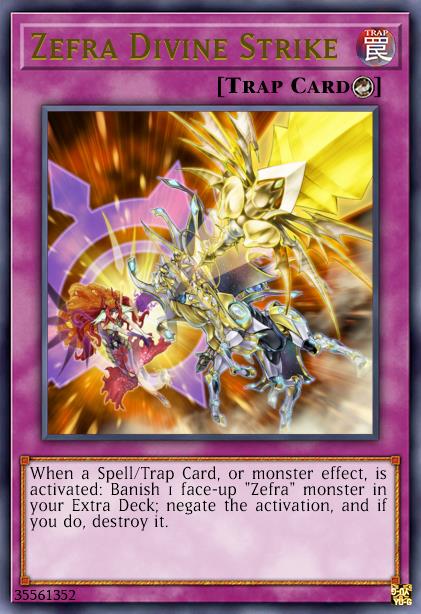 Zefra Divine Strike
TRAP
罠
[Trap Card]
When a Spell/Trap Card, or monster effect, is
activated: Banish 1 face-up "Zefra" monster in
your Extra Deck; negate the activation, and if
you do, destroy it.
35561352